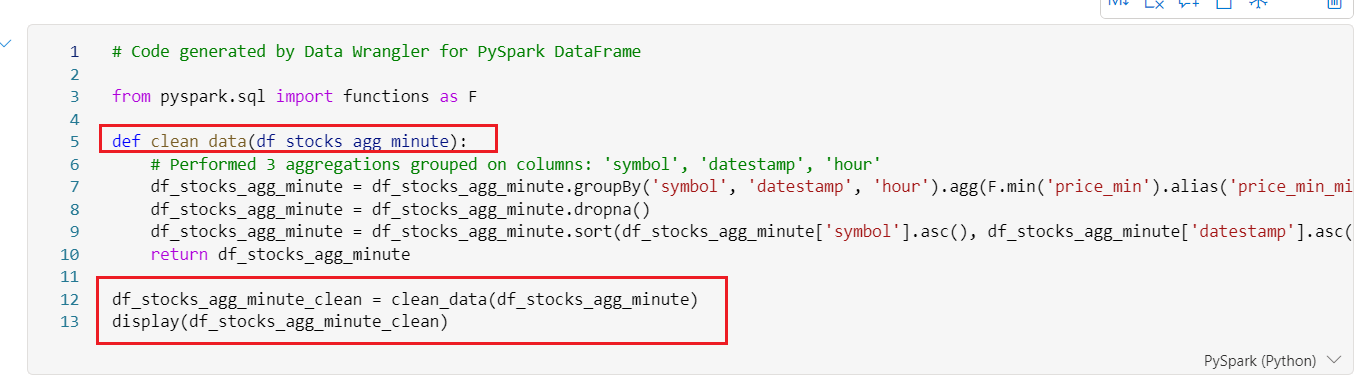 1 # Code generated by Data Wrangler for PySpark DataFrame
2
3 from pyspark.sql import functions as F
4
5 def clean_data(df_stocks_agg_minute):
6 # Performed 3 aggregations grouped on columns: 'symbol', 'datestamp', 'hour'
7 df_stocks_agg_minute = df_stocks_agg_minute.groupBy('symbol', 'datestamp', 'hour').agg(F.min('price_min').alias('price_min_mi
8 df_stocks_agg_minute = df_stocks_agg_minute.dropna()
9 df_stocks_agg_minute = df_stocks_agg_minute.sort(df_stocks_agg_minute['symbol'].asc(), df_stocks_agg_minute['datestamp'].asc(
10 return df_stocks_agg_minute
11
12 df_stocks_agg_minute_clean = clean_data(df_stocks_agg_minute)
13 display(df_stocks_agg_minute_clean)
PySpark (Python)